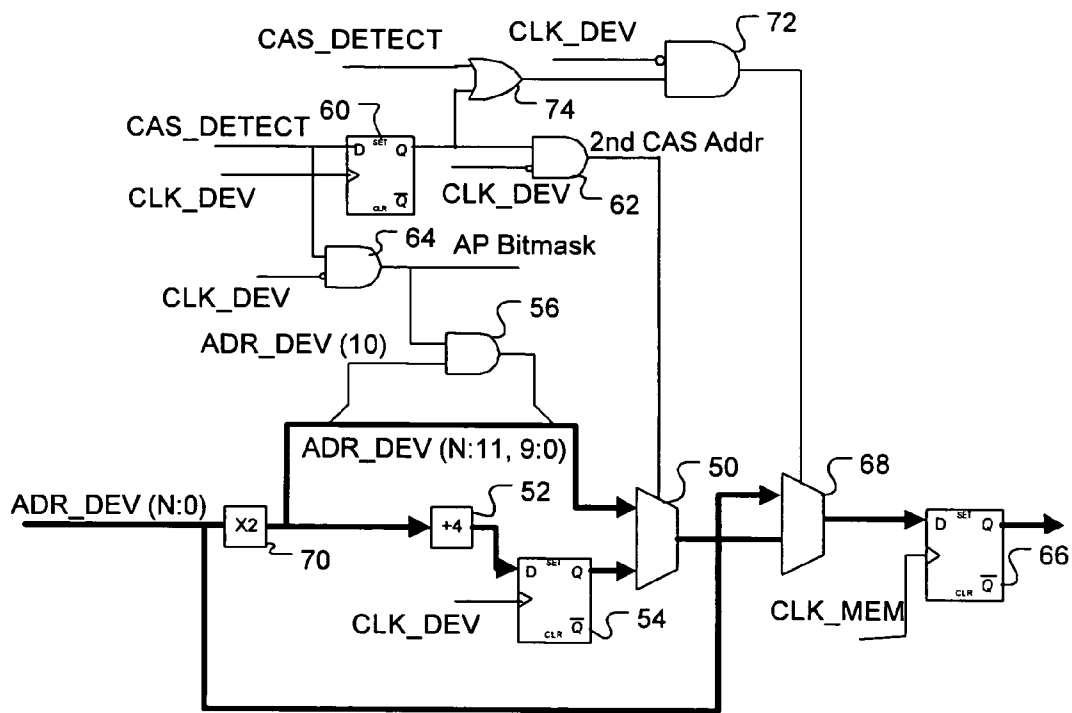 CLK_DEV
72
CAS_DETECT
74
60
CAS_DETECT
D SET Q
CLR Q
CLK_DEV
2nd CAS Addr
CLK_DEV
62
64
AP Bitmask
CLK_DEV
56
ADR_DEV (10)
ADR_DEV (N:11, 9:0)
50
68
ADR_DEV (N:0)
X2
70
52
+4
D SET Q
CLR Q
54
CLK_DEV
D SET Q
CLR Q
66
CLK_MEM